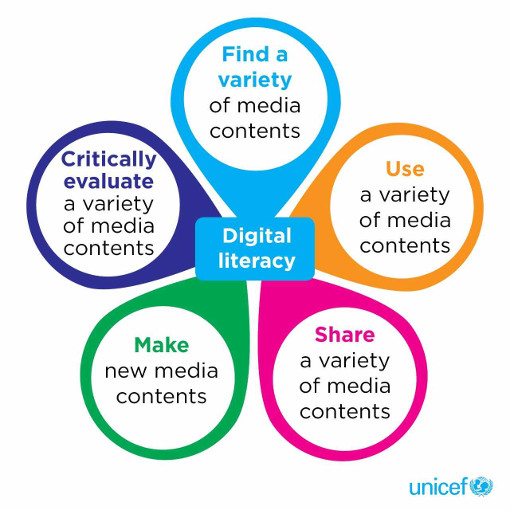 Find a
variety
of media
contents
Critically
evaluate
a variety
of media
contents
Use
a variety
of media
contents
Digital
literacy
Make
new media
contents
Share
a variety
of media
contents
unicef